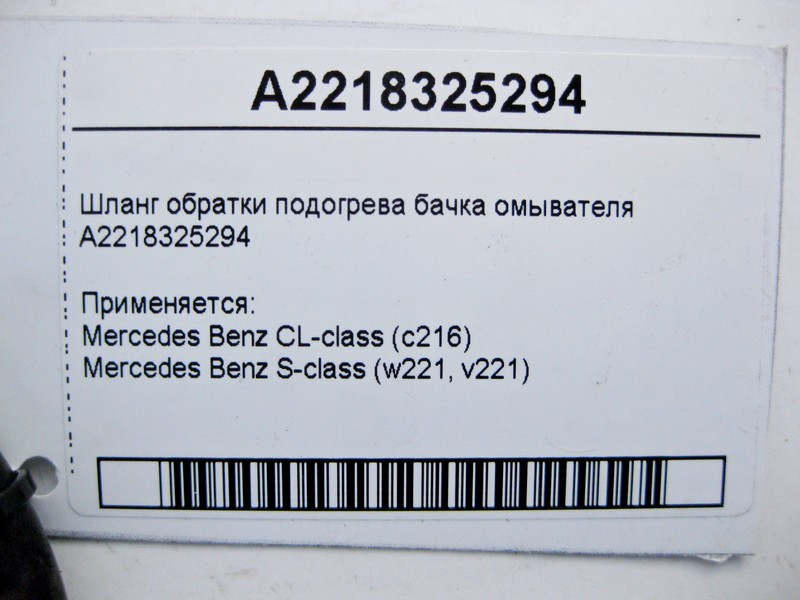 A2218325294
Шланг обратки подогрева бачка омывателя
A2218325294
Применяется:
Mercedes Benz CL-class (c216)
Mercedes Benz S-class (w221, v221)